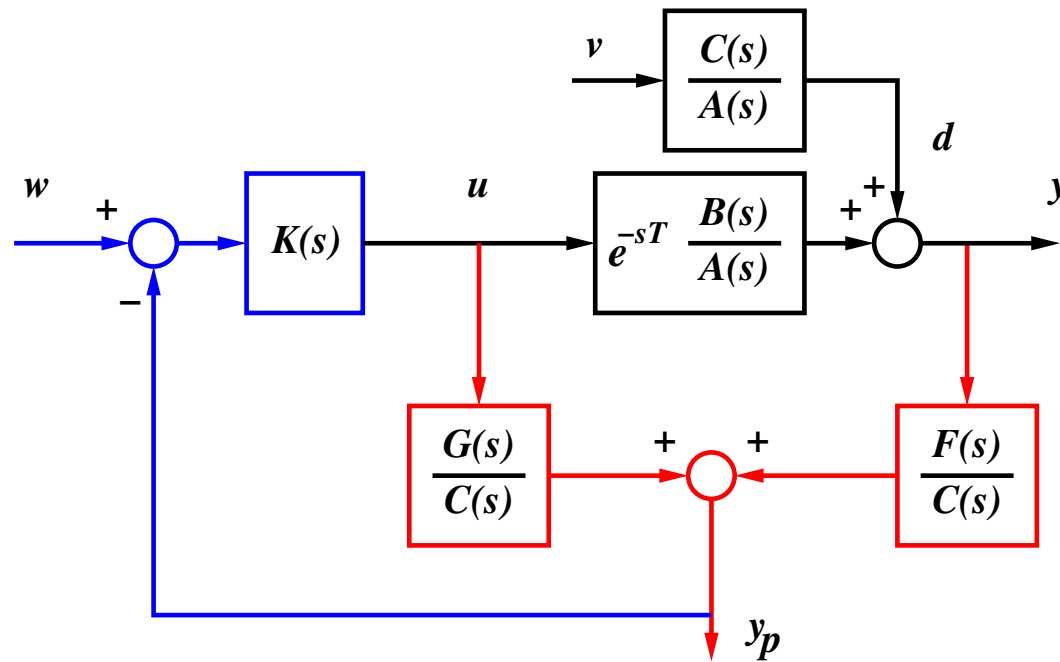 v
C(s)
A(s)
d
w
+
K(s)
u
e^{-sT}
B(s)
A(s)
+
+
y
−
G(s)
C(s)
+
+
F(s)
C(s)
y_p